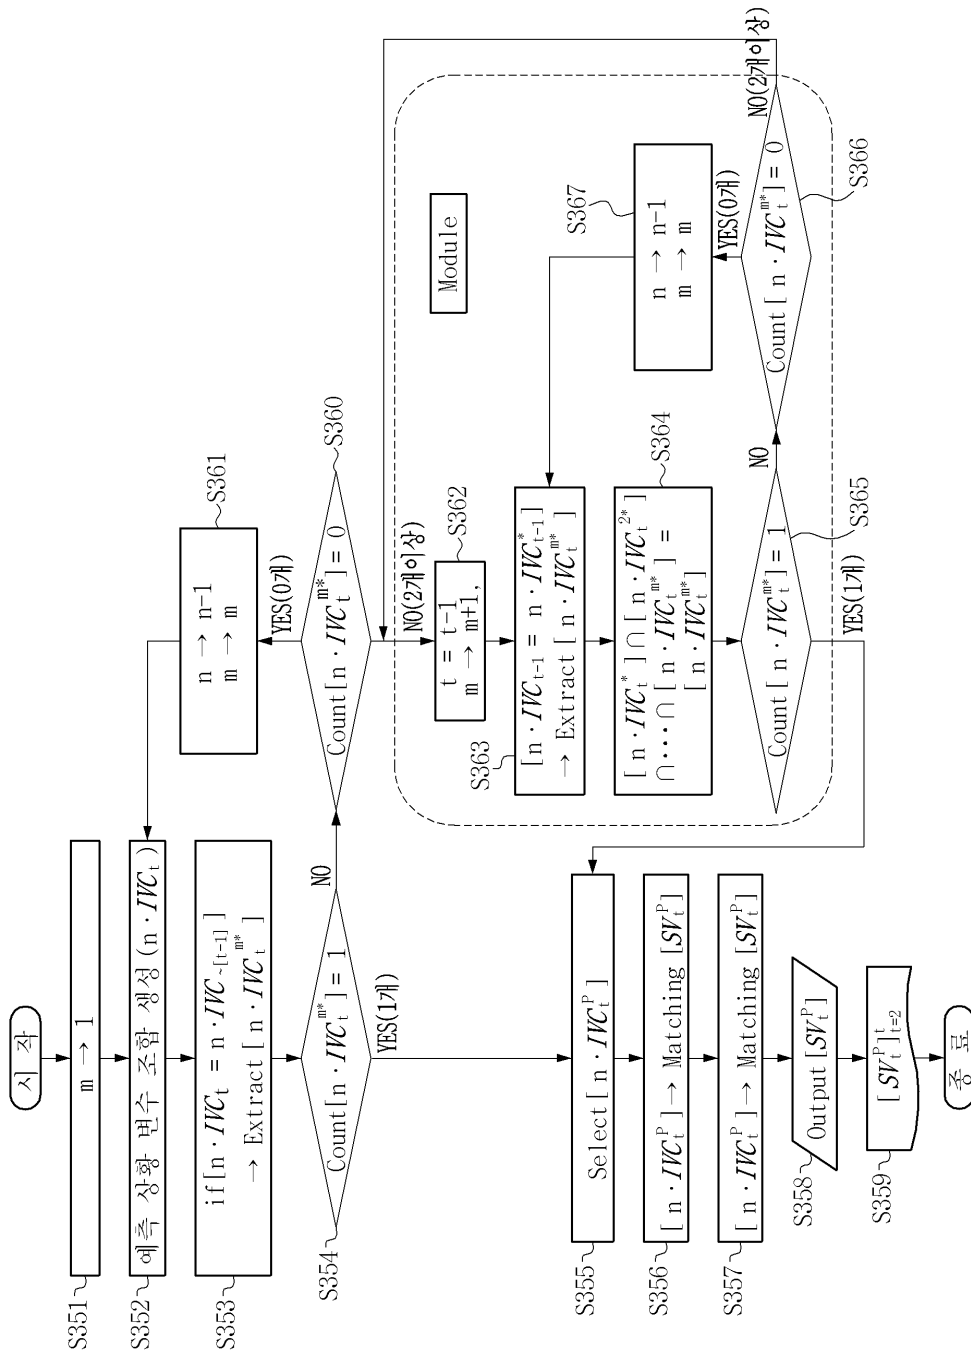 시 작
S351
m → 1
S352
예측 상황 변수 조합 생성(n · IVCₜ)
S353
if[n · IVCₜ = n · IVC~[t-1]]
→ Extract [n · IVCₜᵐ*]
S354
Count[n · IVCₜᵐ*] = 1
NO
YES(1개)
S360
Count[n · IVCₜᵐ*] = 0
YES(0개)
S361
n → n-1
m → m
NO(2개이상)
Module
S362
t = t-1
m → m+1,
S363
[n · IVCₜ₋₁ = n · IVC*ₜ₋₁]
→ Extract [n · IVCₜᵐ*]
S364
[n · IVCₜ*]∩[n · IVCₜ²*]
∩···∩[n · IVCₜᵐ*] =
[n · IVCₜᵐ*]
S365
Count [n · IVCₜᵐ*] = 1
NO
YES(1개)
S366
Count[n · IVCₜᵐ*] = 0
YES(0개)
NO(2개이상)
S367
n → n-1
m → m
S355
Select[n · IVCₜᴾ]
S356
[n · IVCₜᴾ]→Matching [SVₜᴾ]
S357
[n · IVCₜᴾ]→Matching [SVₜᴾ]
S358
Output[SVₜᴾ]
S359
[SVₜᴾ]ᵗₜ₌₂
종 료